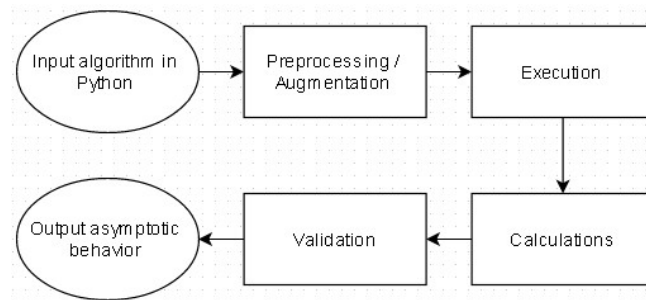 Input algorithm in
Python
Preprocessing /
Augmentation
Execution
Calculations
Validation
Output asymptotic
behavior